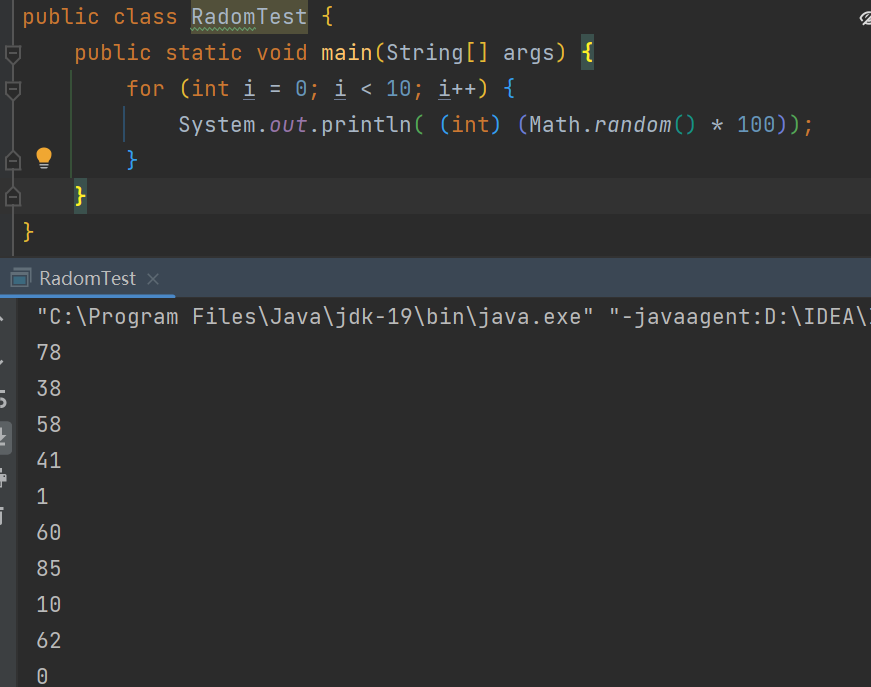 public class RadomTest {
public static void main(String[] args) {
for (int i = 0; i < 10; i++) {
System.out.println( (int) (Math.random() * 100));
}
}
}
RadomTest
"C:\Program Files\Java\jdk-19\bin\java.exe" "-javaagent:D:\IDEA\
78
38
58
41
1
60
85
10
62
0